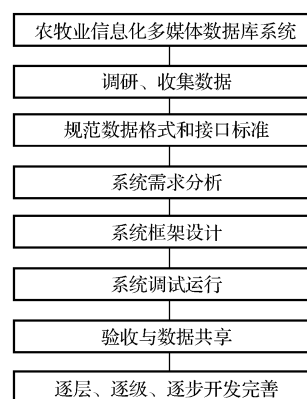 农牧业信息化多媒体数据库系统
调研、收集数据
规范数据格式和接口标准
系统需求分析
系统框架设计
系统调试运行
验收与数据共享
逐层、逐级、逐步开发完善